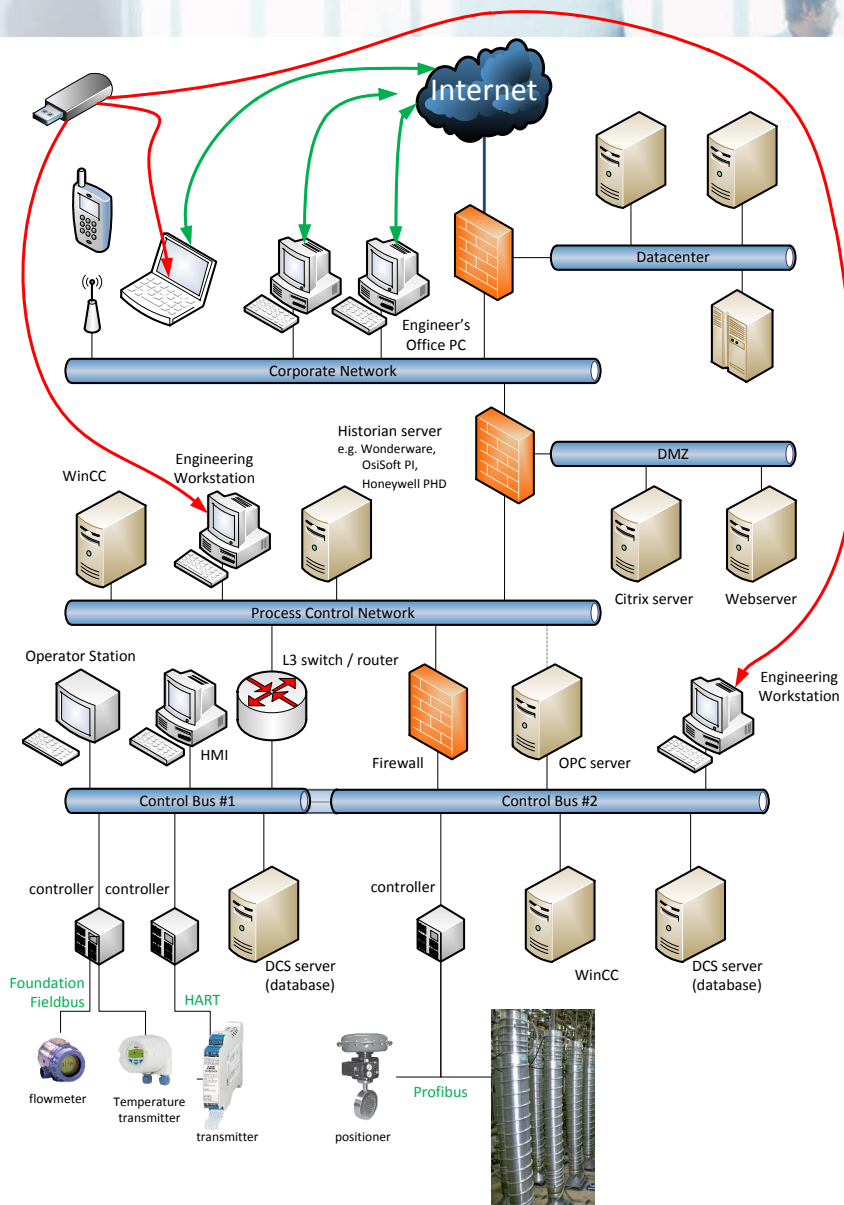 Internet
Datacenter
Engineer's
Office PC
Corporate Network
Historian server
e.g. Wonderware,
OsiSoft PI,
Honeywell PHD
DMZ
WinCC
Engineering
Workstation
Citrix server
Webserver
Process Control Network
Operator Station
L3 switch / router
HMI
Firewall
OPC server
Engineering
Workstation
Control Bus #1
Control Bus #2
controller
controller
controller
DCS server
(database)
WinCC
DCS server
(database)
Foundation
Fieldbus
HART
flowmeter
Temperature
transmitter
transmitter
positioner
Profibus